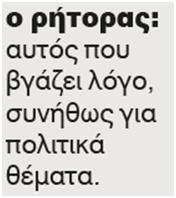 ο ρήτορας:
αυτός που
βγάζει λόγο,
συνήθως για
πολιτικά
θέματα.